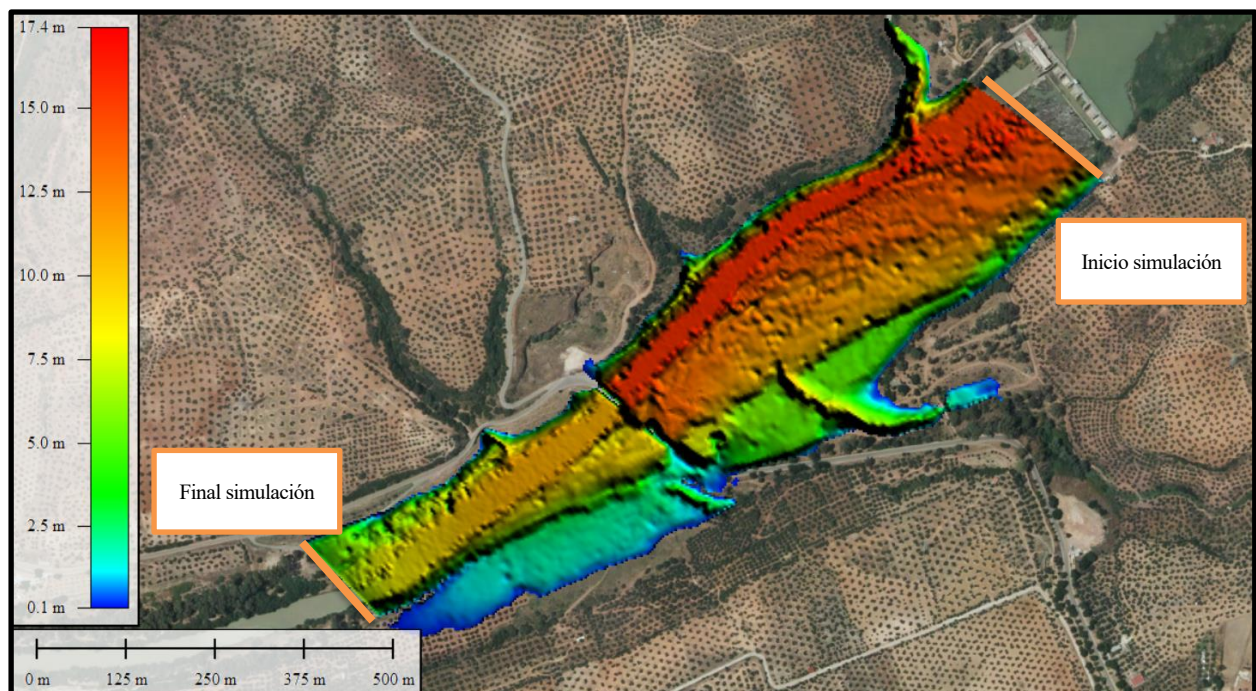 17.4 m
15.0 m
12.5 m
10.0 m
7.5 m
5.0 m
2.5 m
0.1 m
Inicio simulación
Final simulación
0 m 125 m 250 m 375 m 500 m